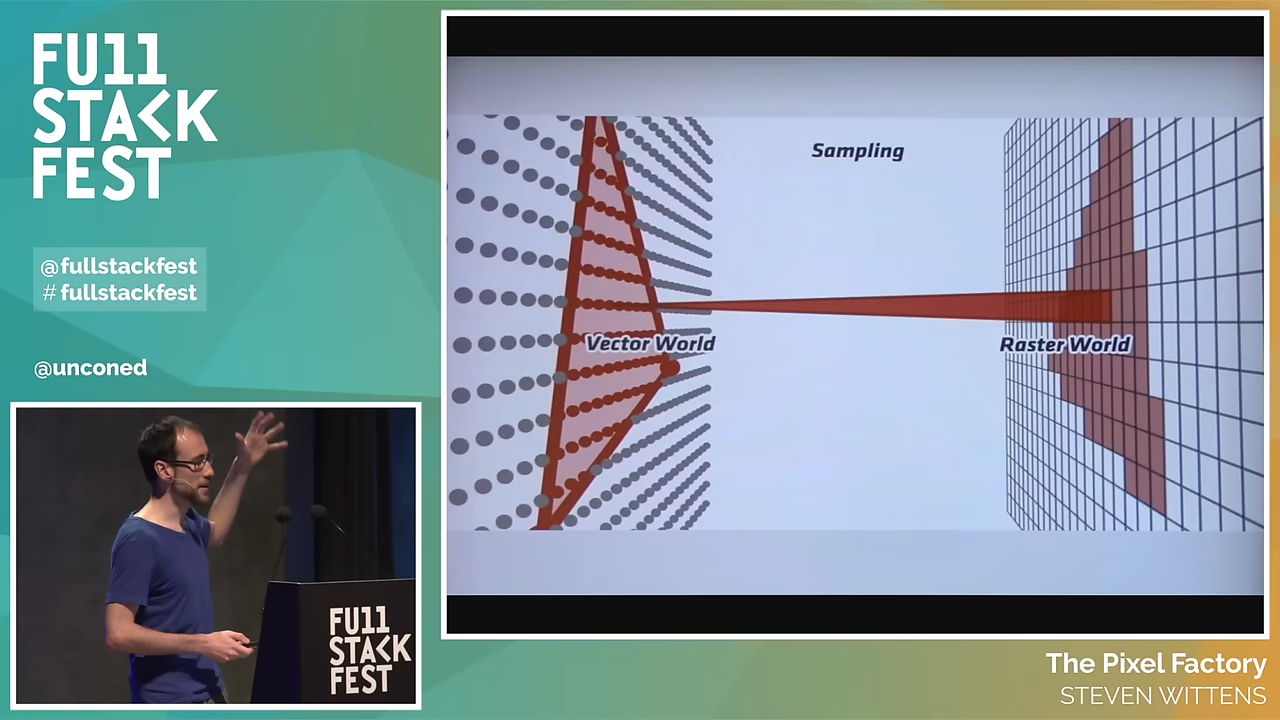 FU11
STACK
FEST
@fullstackfest
# fullstackfest
@unconed
Sampling
Vector World
Raster World
FU11
STACK
FEST
The Pixel Factory
STEVEN WITTENS